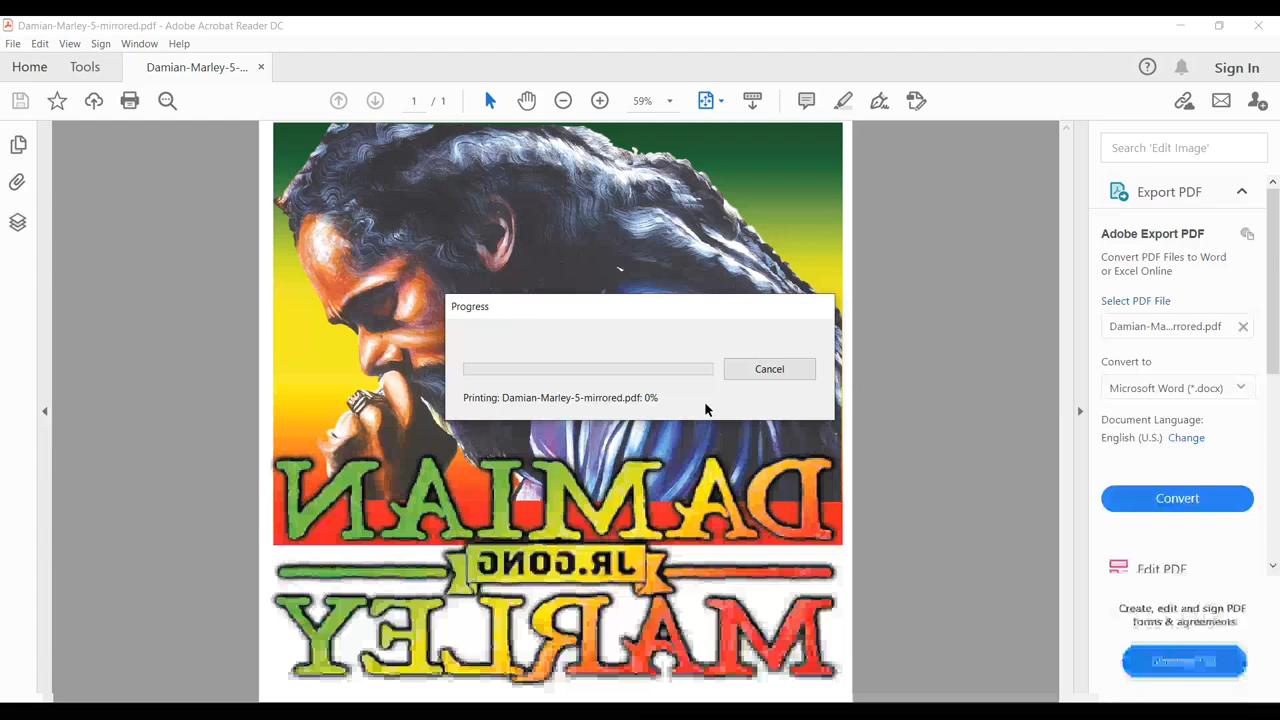 Damian-Marley-5-mirrored.pdf - Adobe Acrobat Reader DC
File Edit View Sign Window Help
Home Tools Damian-Marley-5-... × Sign In
1 / 1 59%
Search 'Edit Image'
Export PDF
Adobe Export PDF
Convert PDF Files to Word
or Excel Online
Select PDF File
Damian-Ma...rrored.pdf
Convert to
Microsoft Word (*.docx)
Document Language:
English (U.S.) Change
Convert
Edit PDF
Create, edit and sign PDF
forms & agreements
Progress
Cancel
Printing: Damian-Marley-5-mirrored.pdf: 0%
DAMIAN
JR.GONG
MARLEY